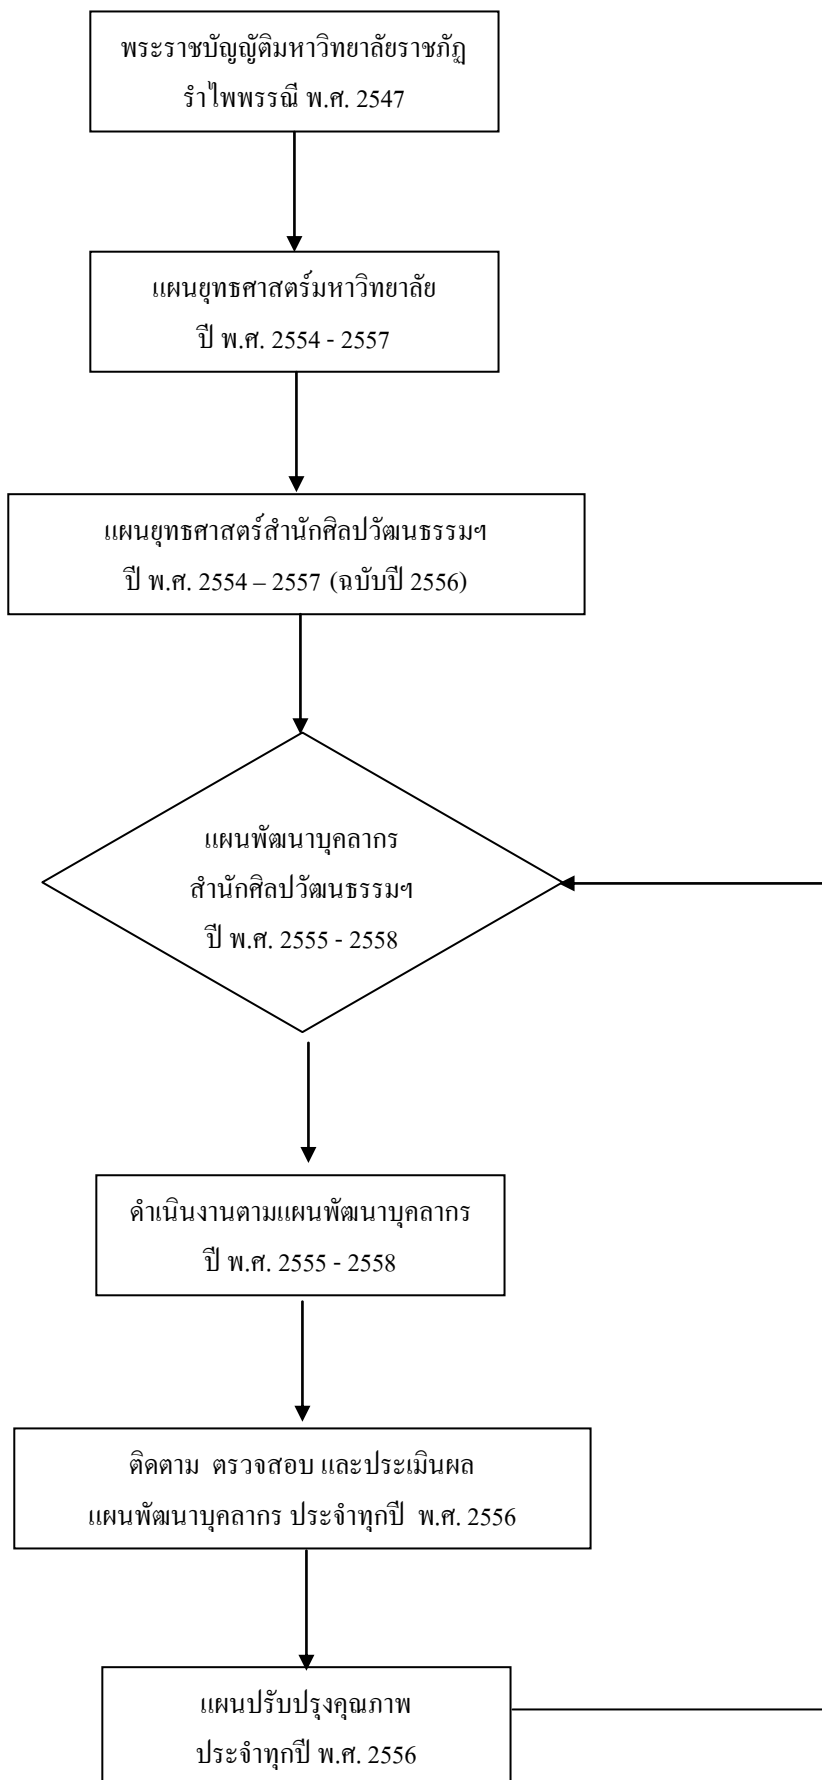 พระราชบัญญัติมหาวิทยาลัยราชภัฏ
รำไพพรรณี พ.ศ. 2547
แผนยุทธศาสตร์มหาวิทยาลัย
ปี พ.ศ. 2554 - 2557
แผนยุทธศาสตร์สำนักศิลปวัฒนธรรมฯ
ปี พ.ศ. 2554 – 2557 (ฉบับปี 2556)
แผนพัฒนาบุคลากร
สำนักศิลปวัฒนธรรมฯ
ปี พ.ศ. 2555 - 2558
ดำเนินงานตามแผนพัฒนาบุคลากร
ปี พ.ศ. 2555 - 2558
ติดตาม ตรวจสอบ และประเมินผล
แผนพัฒนาบุคลากร ประจำทุกปี พ.ศ. 2556
แผนปรับปรุงคุณภาพ
ประจำทุกปี พ.ศ. 2556